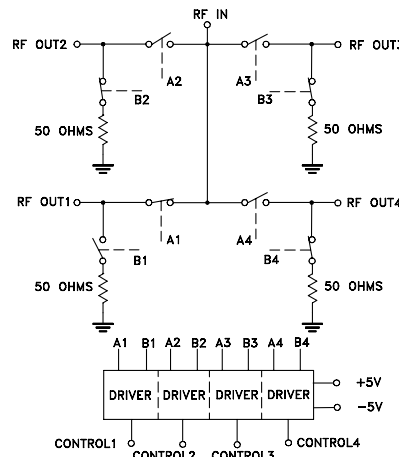 RF IN
RF OUT2
RF OUT3
A2
A3
B2
B3
50 OHMS
50 OHMS
RF OUT1
RF OUT4
A1
A4
B1
B4
50 OHMS
50 OHMS
A1 B1 A2 B2 A3 B3 A4 B4
DRIVER DRIVER DRIVER DRIVER
+5V
-5V
CONTROL1 CONTROL2 CONTROL3 CONTROL4